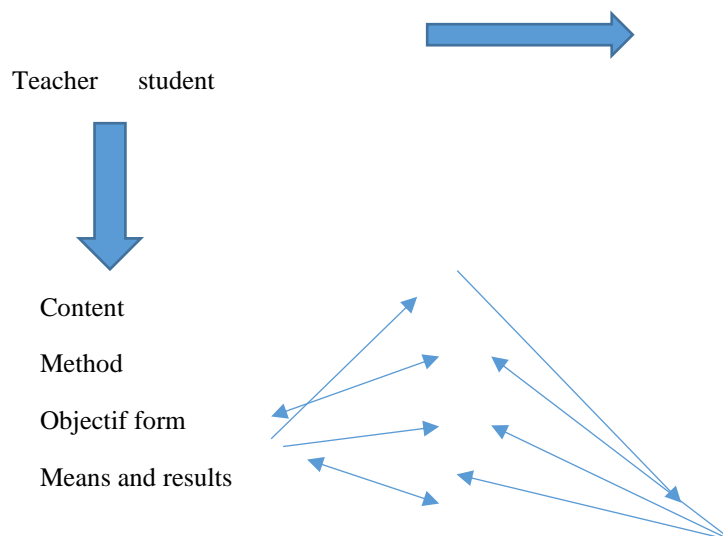 Teacher student
Content
Method
Objectif form
Means and results